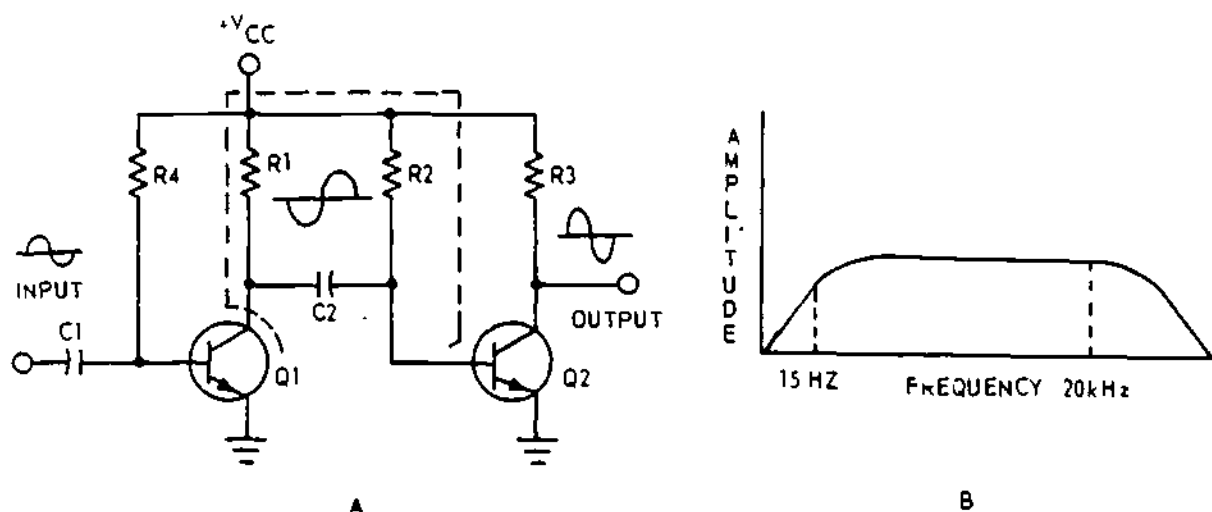 +VCC
R4
R1
R2
R3
INPUT
C1
C2
OUTPUT
Q1
Q2
A
AMPLITUDE
15 HZ
FREQUENCY
20kHz
B